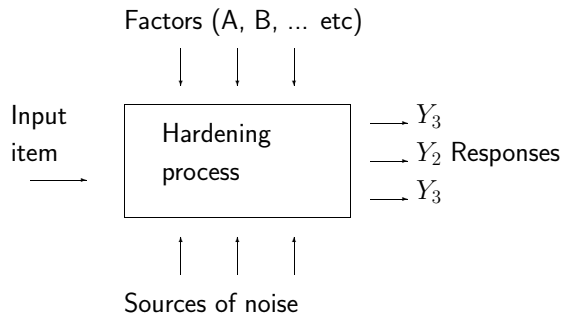 Factors (A, B, ... etc)
Input
item
Hardening
process
Y₃
Y₂ Responses
Y₃
Sources of noise